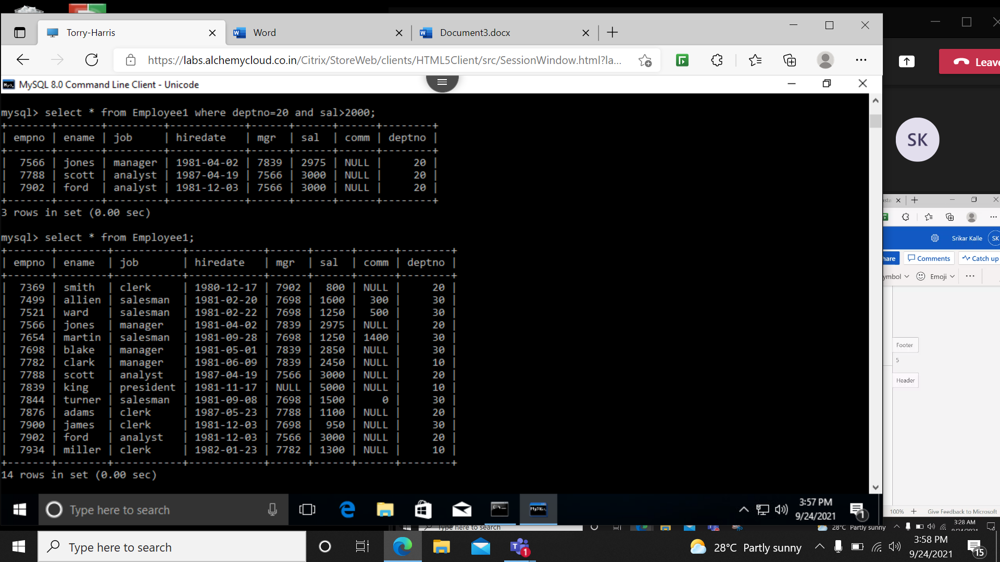 Torry-Harris
Word
Document3.docx
https://labs.alchemycloud.co.in/Citrix/StoreWeb/clients/HTML5Client/src/SessionWindow.html?la...
Leave
MySQL 8.0 Command Line Client - Unicode
mysql> select * from Employee1 where deptno=20 and sal>2000;
+-------+-------+---------+------------+------+------+------+--------+
| empno | ename | job     | hiredate   | mgr  | sal  | comm | deptno |
+-------+-------+---------+------------+------+------+------+--------+
|  7566 | jones | manager | 1981-04-02 | 7839 | 2975 | NULL |     20 |
|  7788 | scott | analyst | 1987-04-19 | 7566 | 3000 | NULL |     20 |
|  7902 | ford  | analyst | 1981-12-03 | 7566 | 3000 | NULL |     20 |
+-------+-------+---------+------------+------+------+------+--------+
3 rows in set (0.00 sec)
mysql> select * from Employee1;
+-------+--------+-----------+------------+------+------+------+--------+
| empno | ename  | job       | hiredate   | mgr  | sal  | comm | deptno |
+-------+--------+-----------+------------+------+------+------+--------+
|  7369 | smith  | clerk     | 1980-12-17 | 7902 |  800 | NULL |     20 |
|  7499 | allien | salesman  | 1981-02-20 | 7698 | 1600 |  300 |     30 |
|  7521 | ward   | salesman  | 1981-02-22 | 7698 | 1250 |  500 |     30 |
|  7566 | jones  | manager   | 1981-04-02 | 7839 | 2975 | NULL |     20 |
|  7654 | martin | salesman  | 1981-09-28 | 7698 | 1250 | 1400 |     30 |
|  7698 | blake  | manager   | 1981-05-01 | 7839 | 2850 | NULL |     30 |
|  7782 | clark  | manager   | 1981-06-09 | 7839 | 2450 | NULL |     10 |
|  7788 | scott  | analyst   | 1987-04-19 | 7566 | 3000 | NULL |     20 |
|  7839 | king   | president | 1981-11-17 | NULL | 5000 | NULL |     10 |
|  7844 | turner | salesman  | 1981-09-08 | 7698 | 1500 |    0 |     30 |
|  7876 | adams  | clerk     | 1987-05-23 | 7788 | 1100 | NULL |     20 |
|  7900 | james  | clerk     | 1981-12-03 | 7698 |  950 | NULL |     30 |
|  7902 | ford   | analyst   | 1981-12-03 | 7566 | 3000 | NULL |     20 |
|  7934 | miller | clerk     | 1982-01-23 | 7782 | 1300 | NULL |     10 |
+-------+--------+-----------+------------+------+------+------+--------+
14 rows in set (0.00 sec)
SK
Srikar Kalle SK
hare Comments Catch up
ymbol Emoji
Footer
5
Header
100% Give Feedback to Microsoft
Type here to search
3:57 PM
9/24/2021
1
Type here to search
28°C Partly sunny
3:28 AM
Type here to search
1
28°C Partly sunny
3:58 PM
9/24/2021
15